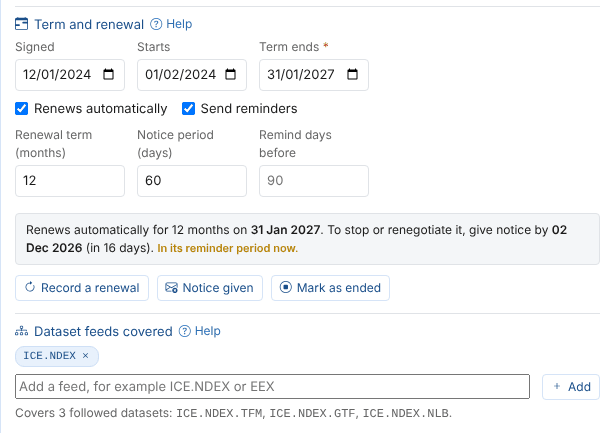 Term and renewal Help
Signed Starts Term ends *
12/01/2024 01/02/2024 31/01/2027
Renews automatically Send reminders
Renewal term (months) Notice period (days) Remind days before
12 60 90
Renews automatically for 12 months on 31 Jan 2027. To stop or renegotiate it, give notice by 02
Dec 2026 (in 16 days). In its reminder period now.
Record a renewal Notice given Mark as ended
Dataset feeds covered Help
ICE.NDEX ×
Add a feed, for example ICE.NDEX or EEX + Add
Covers 3 followed datasets: ICE.NDEX.TFM, ICE.NDEX.GTF, ICE.NDEX.NLB.